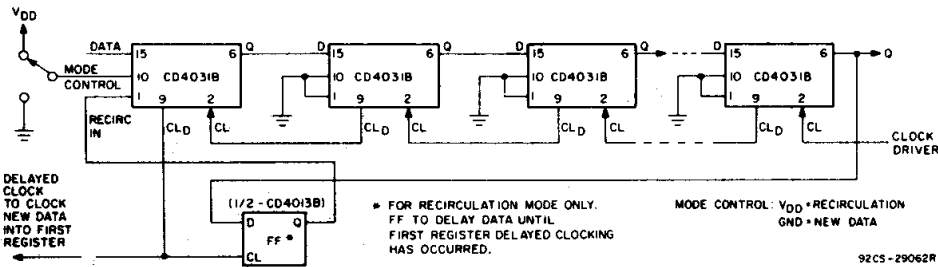 VDD
DATA
MODE
CONTROL
RECIRC
IN
15 6
10 CD4031B
1 9 2
Q D
15 6
10 CD4031B
1 9 2
Q D
15 6
10 CD4031B
1 9 2
Q D
15 6
10 CD4031B
1 9 2
Q
CLD CL CLD CL CLD CL CLD CL
CLOCK
DRIVER
DELAYED
CLOCK
TO CLOCK
NEW DATA
INTO FIRST
REGISTER
(1/2 - CD4013B)
D Q
FF *
CL
* FOR RECIRCULATION MODE ONLY.
FF TO DELAY DATA UNTIL
FIRST REGISTER DELAYED CLOCKING
HAS OCCURRED.
MODE CONTROL: VDD = RECIRCULATION
GND = NEW DATA
92CS-29062R